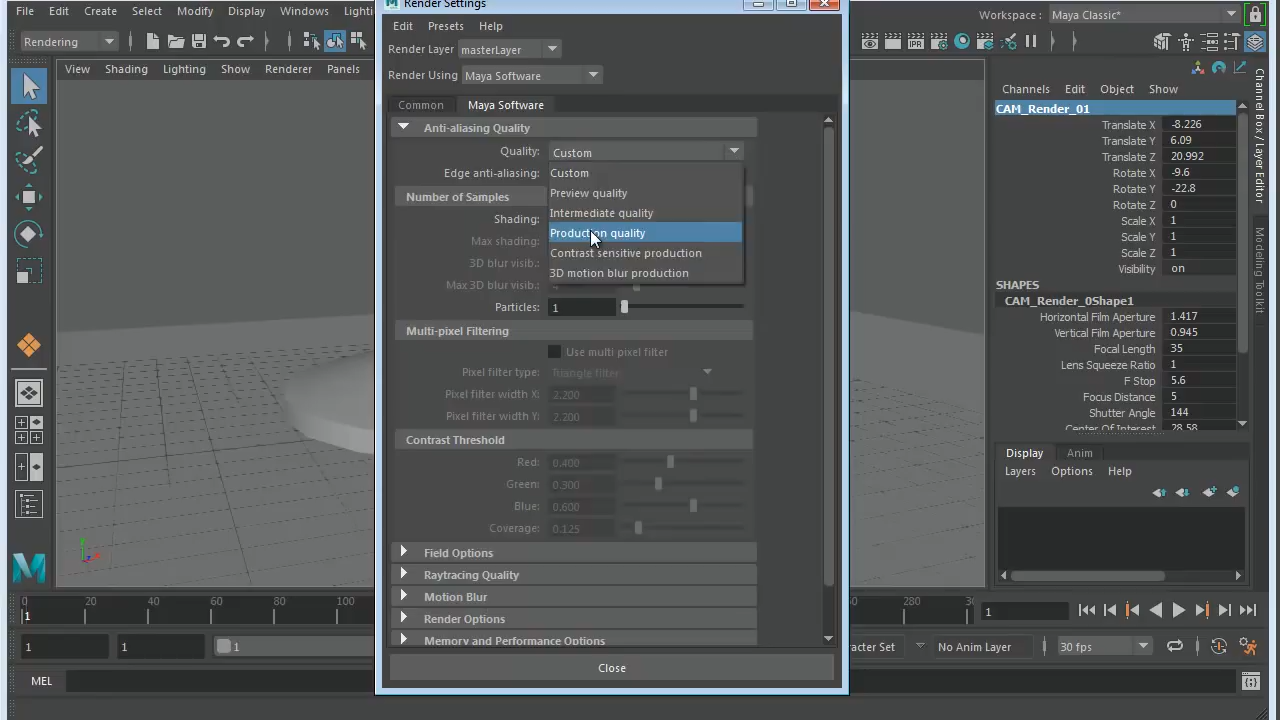 Render Settings
File Edit Create Select Modify Display Windows
Workspace : Maya Classic*
Edit Presets Help
Rendering
Render Layer masterLayer
IPR
View Shading Lighting Show Renderer Panels
Render Using Maya Software
Channels Edit Object Show
Common Maya Software
CAM_Render_01
Translate X -8.226
Translate Y 6.09
Translate Z 20.992
Rotate X -9.6
Rotate Y -22.8
Rotate Z 0
Scale X 1
Scale Y 1
Scale Z 1
Visibility on
SHAPES
CAM_Render_0Shape1
Horizontal Film Aperture 1.417
Vertical Film Aperture 0.945
Focal Length 35
Lens Squeeze Ratio 1
F Stop 5.6
Focus Distance 5
Shutter Angle 144
Center Of Interest 28.58
Channel Box / Layer Editor
Modeling Toolkit
Anti-aliasing Quality
Quality: Custom
Edge anti-aliasing:
Custom
Preview quality
Intermediate quality
Production quality
Contrast sensitive production
3D motion blur production
Number of Samples
Shading:
Max shading:
3D blur visib.:
Max 3D blur visib.:
Particles: 1
Multi-pixel Filtering
Use multi pixel filter
Pixel filter type: Triangle filter
Pixel filter width X: 2.200
Pixel filter width Y: 2.200
Contrast Threshold
Red: 0.400
Green: 0.300
Blue: 0.600
Coverage: 0.125
Field Options
Raytracing Quality
Motion Blur
Render Options
Memory and Performance Options
Close
Display Anim
Layers Options Help
0 20 40 60 80 100
280
1
1
1 1 1
No Anim Layer
30 fps
MEL